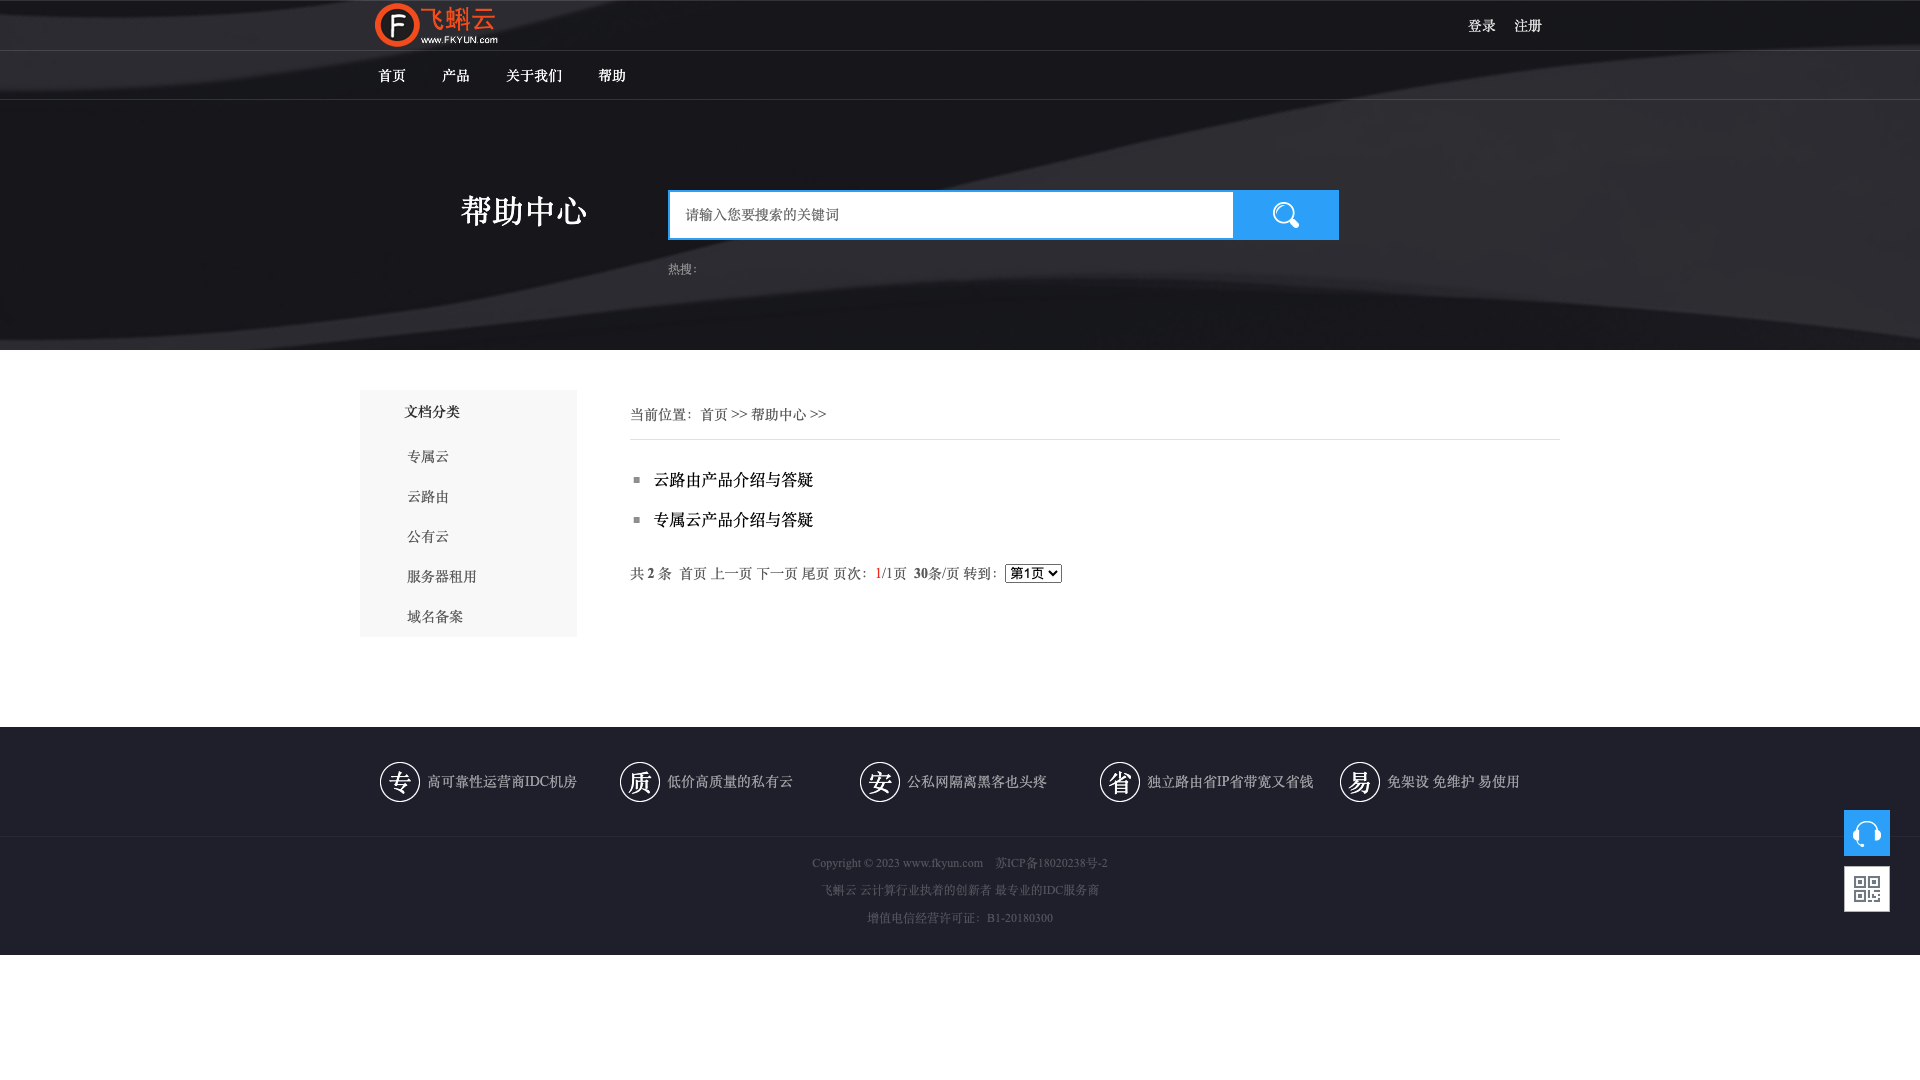 飞蝌云
www.FKYUN.com
登录 注册
首页 产品 关于我们 帮助
帮助中心
请输入您要搜索的关键词
热搜：
文档分类
专属云
云路由
公有云
服务器租用
域名备案
当前位置：首页 >> 帮助中心 >>
云路由产品介绍与答疑
专属云产品介绍与答疑
共 2 条 首页 上一页 下一页 尾页 页次：1/1页 30条/页 转到：第1页
专 高可靠性运营商IDC机房
质 低价高质量的私有云
安 公私网隔离黑客也头疼
省 独立路由省IP省带宽又省钱
易 免架设 免维护 易使用
Copyright © 2023 www.fkyun.com 苏ICP备18020238号-2
飞蝌云 云计算行业执着的创新者 最专业的IDC服务商
增值电信经营许可证：B1-20180300